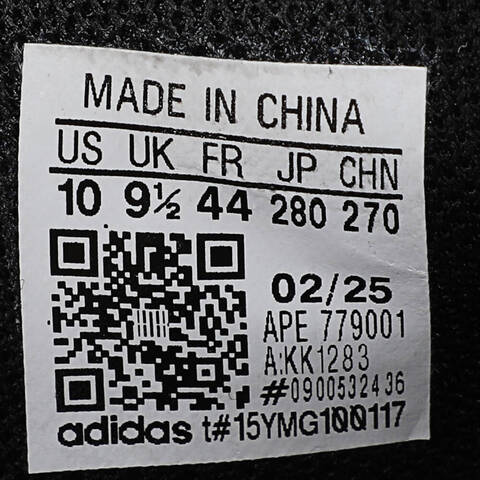 MADE IN CHINA
US UK FR JP CHN
10 9½ 44 280 270
02/25
APE 779001
A:KK1283
#0900532436
adidas t#15YMG100117